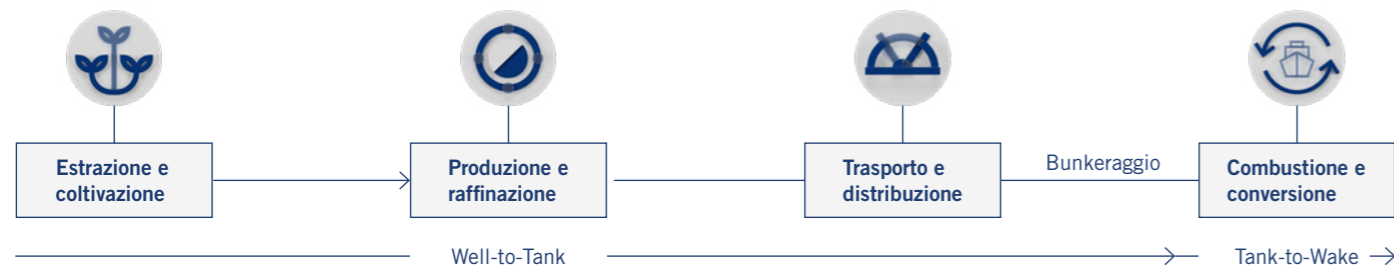 Estrazione e
coltivazione
Produzione e
raffinazione
Trasporto e
distribuzione
Bunkeraggio
Combustione e
conversione
Well-to-Tank
Tank-to-Wake